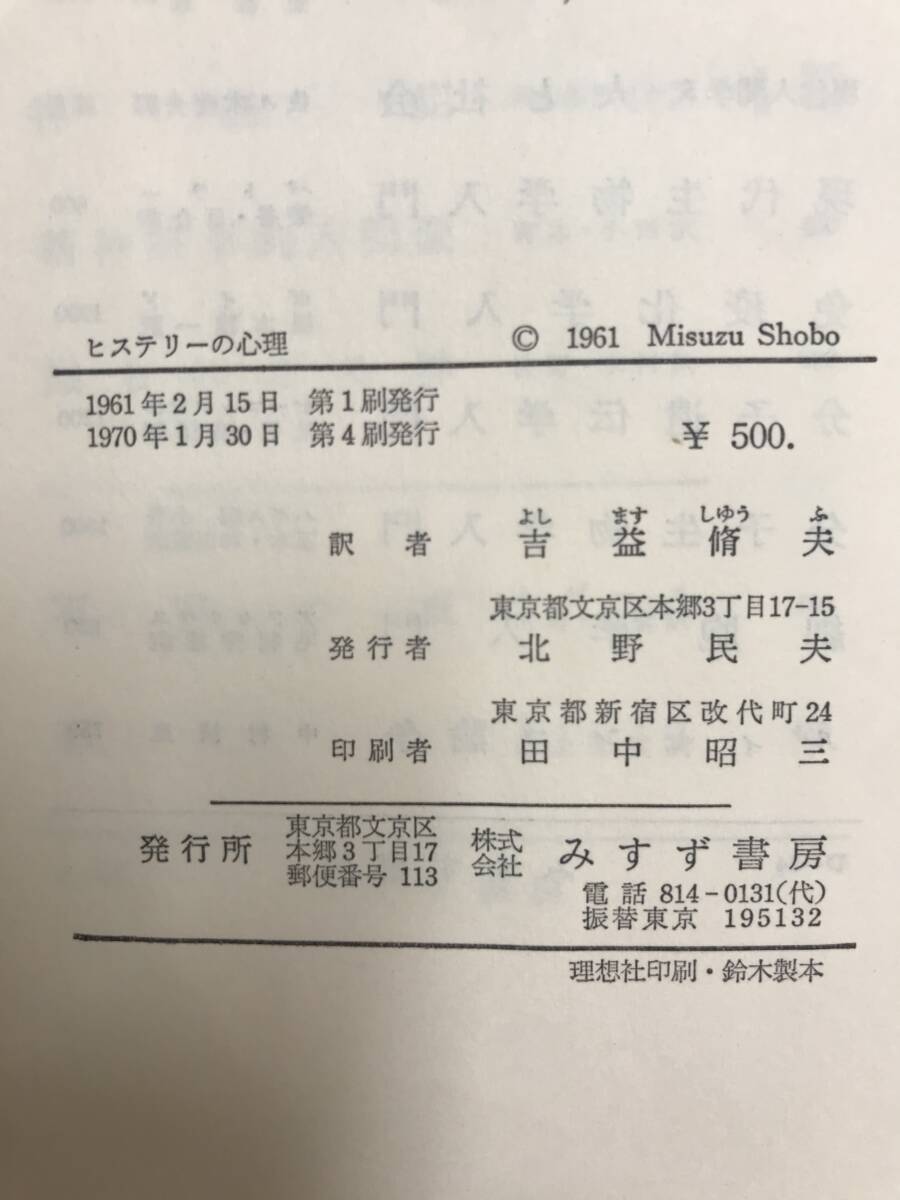 ヒステリーの心理 © 1961 Misuzu Shobo
1961年2月15日 第1刷発行
1970年1月30日 第4刷発行
¥ 500.
よし ます しゆう ふ
訳者 吉益脩夫
東京都文京区本郷3丁目17-15
発行者 北野民夫
東京都新宿区改代町24
印刷者 田中昭三
発行所
東京都文京区
本郷3丁目17
郵便番号 113
株式
会社
みすず書房
電話 814-0131(代)
振替東京 195132
理想社印刷・鈴木製本